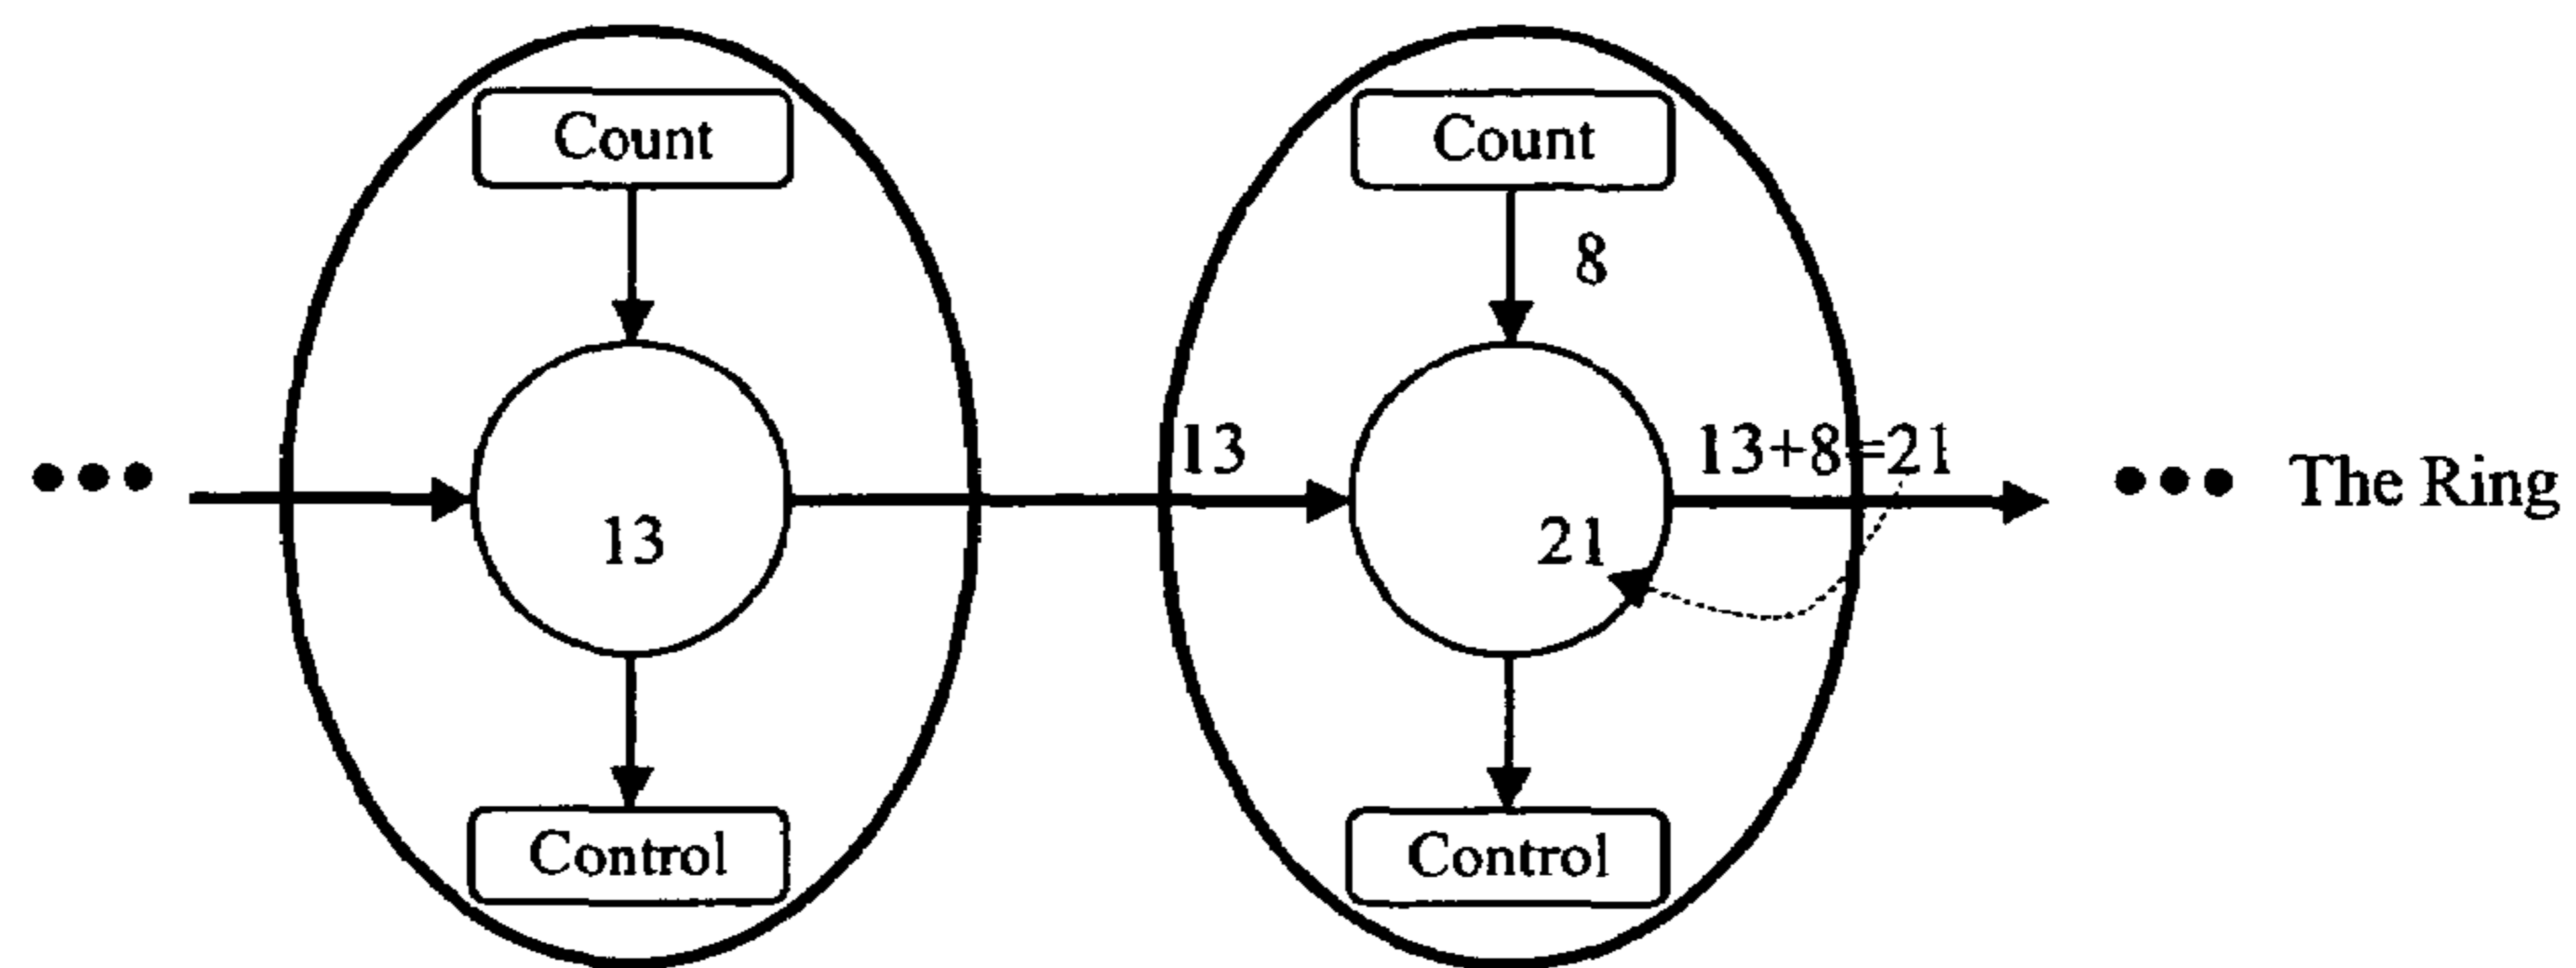 Count
Count
8
13
13+8=21
••• ••• The Ring
13
21
Control
Control